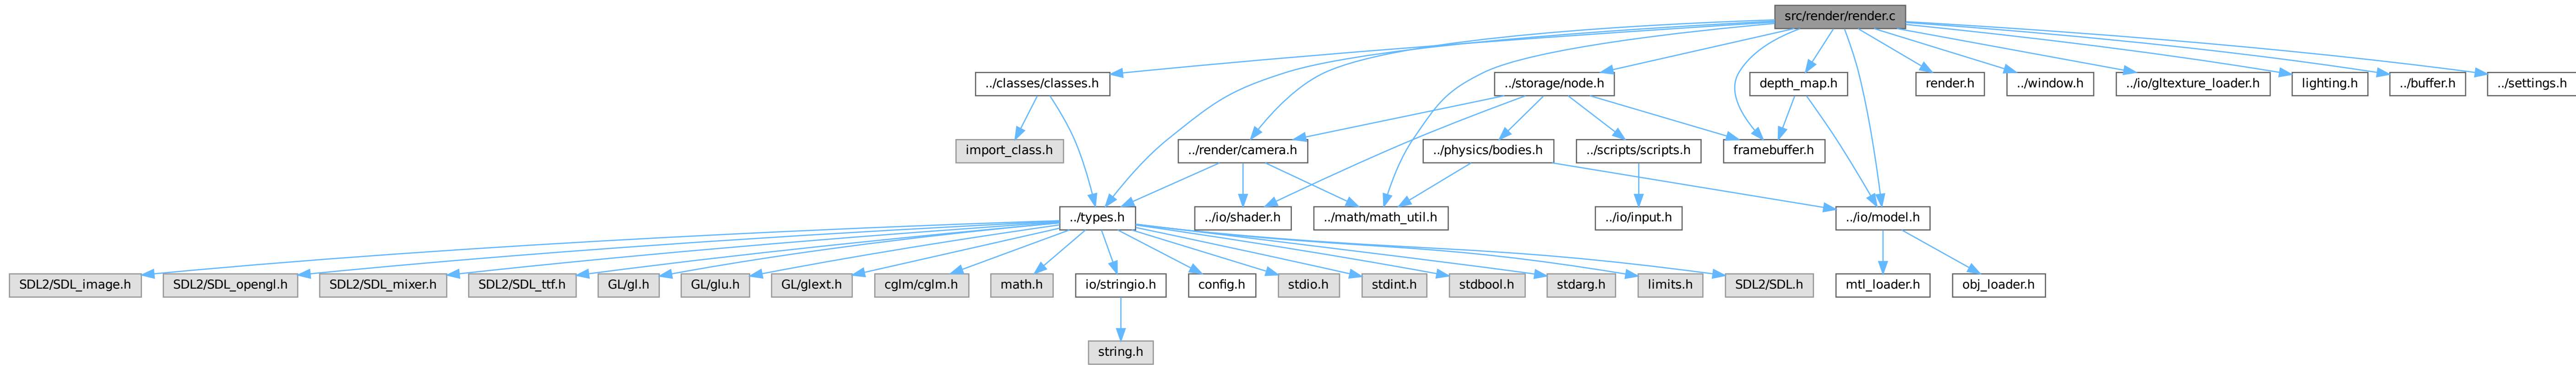 src/render/render.c
../classes/classes.h
../storage/node.h
depth_map.h
render.h
../window.h
../io/gltexture_loader.h
lighting.h
../buffer.h
../settings.h
import_class.h
../render/camera.h
../physics/bodies.h
../scripts/scripts.h
framebuffer.h
../types.h
../io/shader.h
../math/math_util.h
../io/input.h
../io/model.h
SDL2/SDL_image.h
SDL2/SDL_opengl.h
SDL2/SDL_mixer.h
SDL2/SDL_ttf.h
GL/gl.h
GL/glu.h
GL/glext.h
cglm/cglm.h
math.h
io/stringio.h
config.h
stdio.h
stdint.h
stdbool.h
stdarg.h
limits.h
SDL2/SDL.h
mtl_loader.h
obj_loader.h
string.h